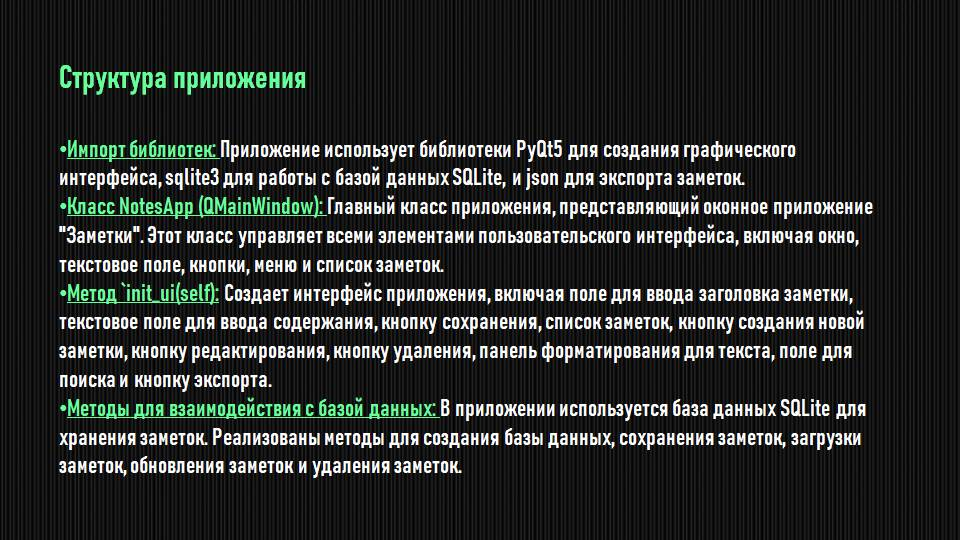 Структура приложения
•Импорт библиотек: Приложение использует библиотеки PyQt5 для создания графического
интерфейса, sqlite3 для работы с базой данных SQLite, и json для экспорта заметок.
•Класс NotesApp (QMainWindow): Главный класс приложения, представляющий оконное приложение
"Заметки". Этот класс управляет всеми элементами пользовательского интерфейса, включая окно,
текстовое поле, кнопки, меню и список заметок.
•Метод `init_ui(self): Создает интерфейс приложения, включая поле для ввода заголовка заметки,
текстовое поле для ввода содержания, кнопку сохранения, список заметок, кнопку создания новой
заметки, кнопку редактирования, кнопку удаления, панель форматирования для текста, поле для
поиска и кнопку экспорта.
•Методы для взаимодействия с базой данных: В приложении используется база данных SQLite для
хранения заметок. Реализованы методы для создания базы данных, сохранения заметок, загрузки
заметок, обновления заметок и удаления заметок.